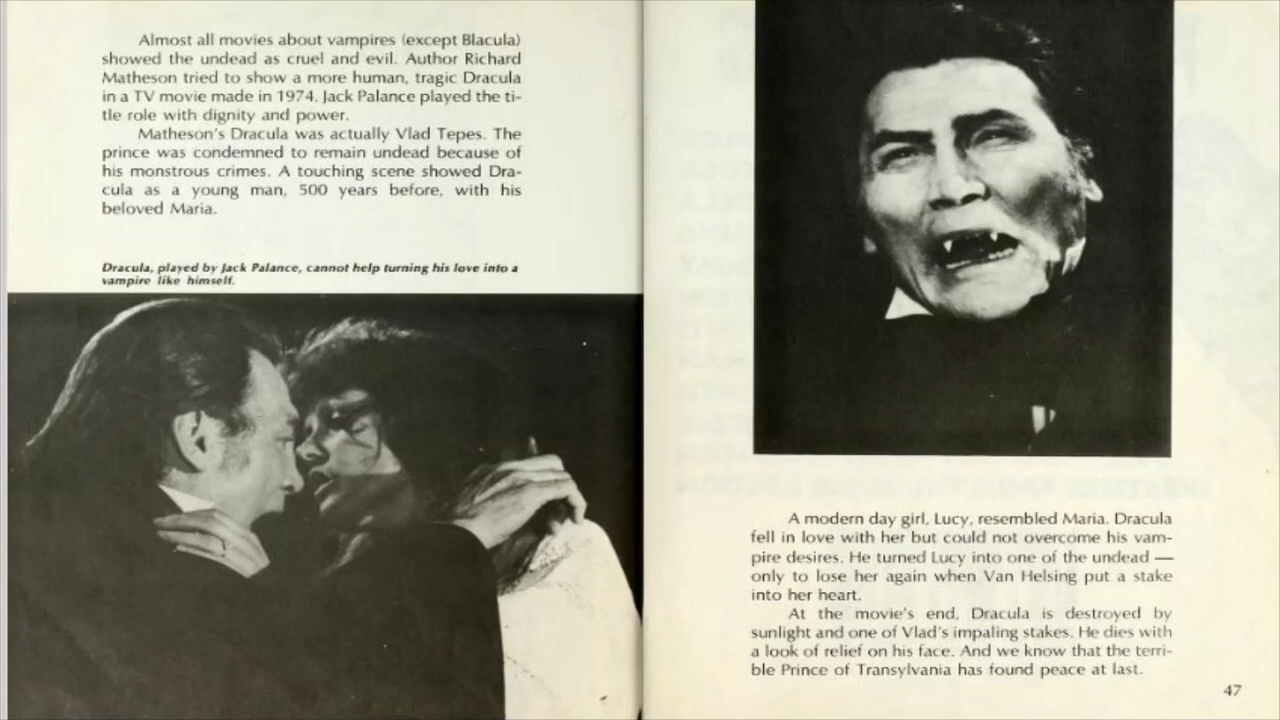 Almost all movies about vampires (except Blacula)
showed the undead as cruel and evil. Author Richard
Matheson tried to show a more human, tragic Dracula
in a TV movie made in 1974. Jack Palance played the ti-
tle role with dignity and power.
Matheson's Dracula was actually Vlad Tepes. The
prince was condemned to remain undead because of
his monstrous crimes. A touching scene showed Dra-
cula as a young man, 500 years before, with his
beloved Maria.
Dracula, played by Jack Palance, cannot help turning his love into a
vampire like himself.
A modern day girl, Lucy, resembled Maria. Dracula
fell in love with her but could not overcome his vam-
pire desires. He turned Lucy into one of the undead —
only to lose her again when Van Helsing put a stake
into her heart.
At the movie's end, Dracula is destroyed by
sunlight and one of Vlad's impaling stakes. He dies with
a look of relief on his face. And we know that the terri-
ble Prince of Transylvania has found peace at last.
47